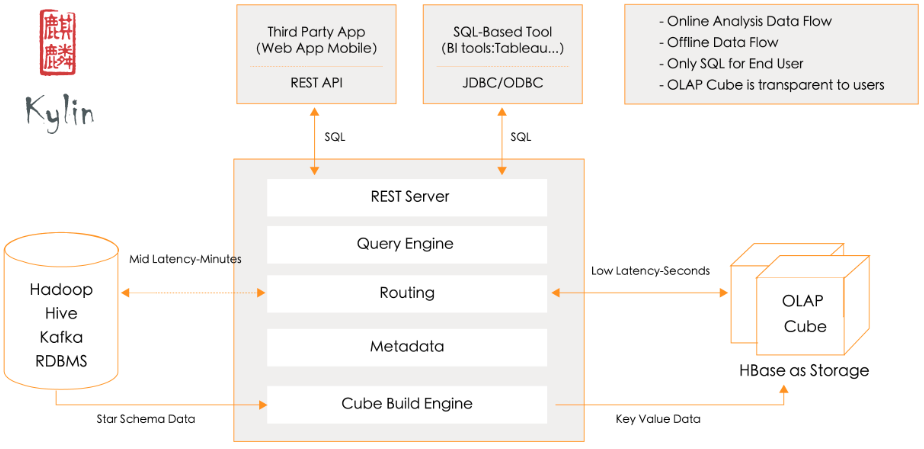 麒
麟
Kylin
Third Party App
(Web App Mobile)
REST API
SQL-Based Tool
(BI tools:Tableau...)
JDBC/ODBC
- Online Analysis Data Flow
- Offline Data Flow
- Only SQL for End User
- OLAP Cube is transparent to users
SQL
SQL
REST Server
Query Engine
Routing
Metadata
Cube Build Engine
Hadoop
Hive
Kafka
RDBMS
Mid Latency-Minutes
Low Latency-Seconds
OLAP
Cube
HBase as Storage
Star Schema Data
Key Value Data